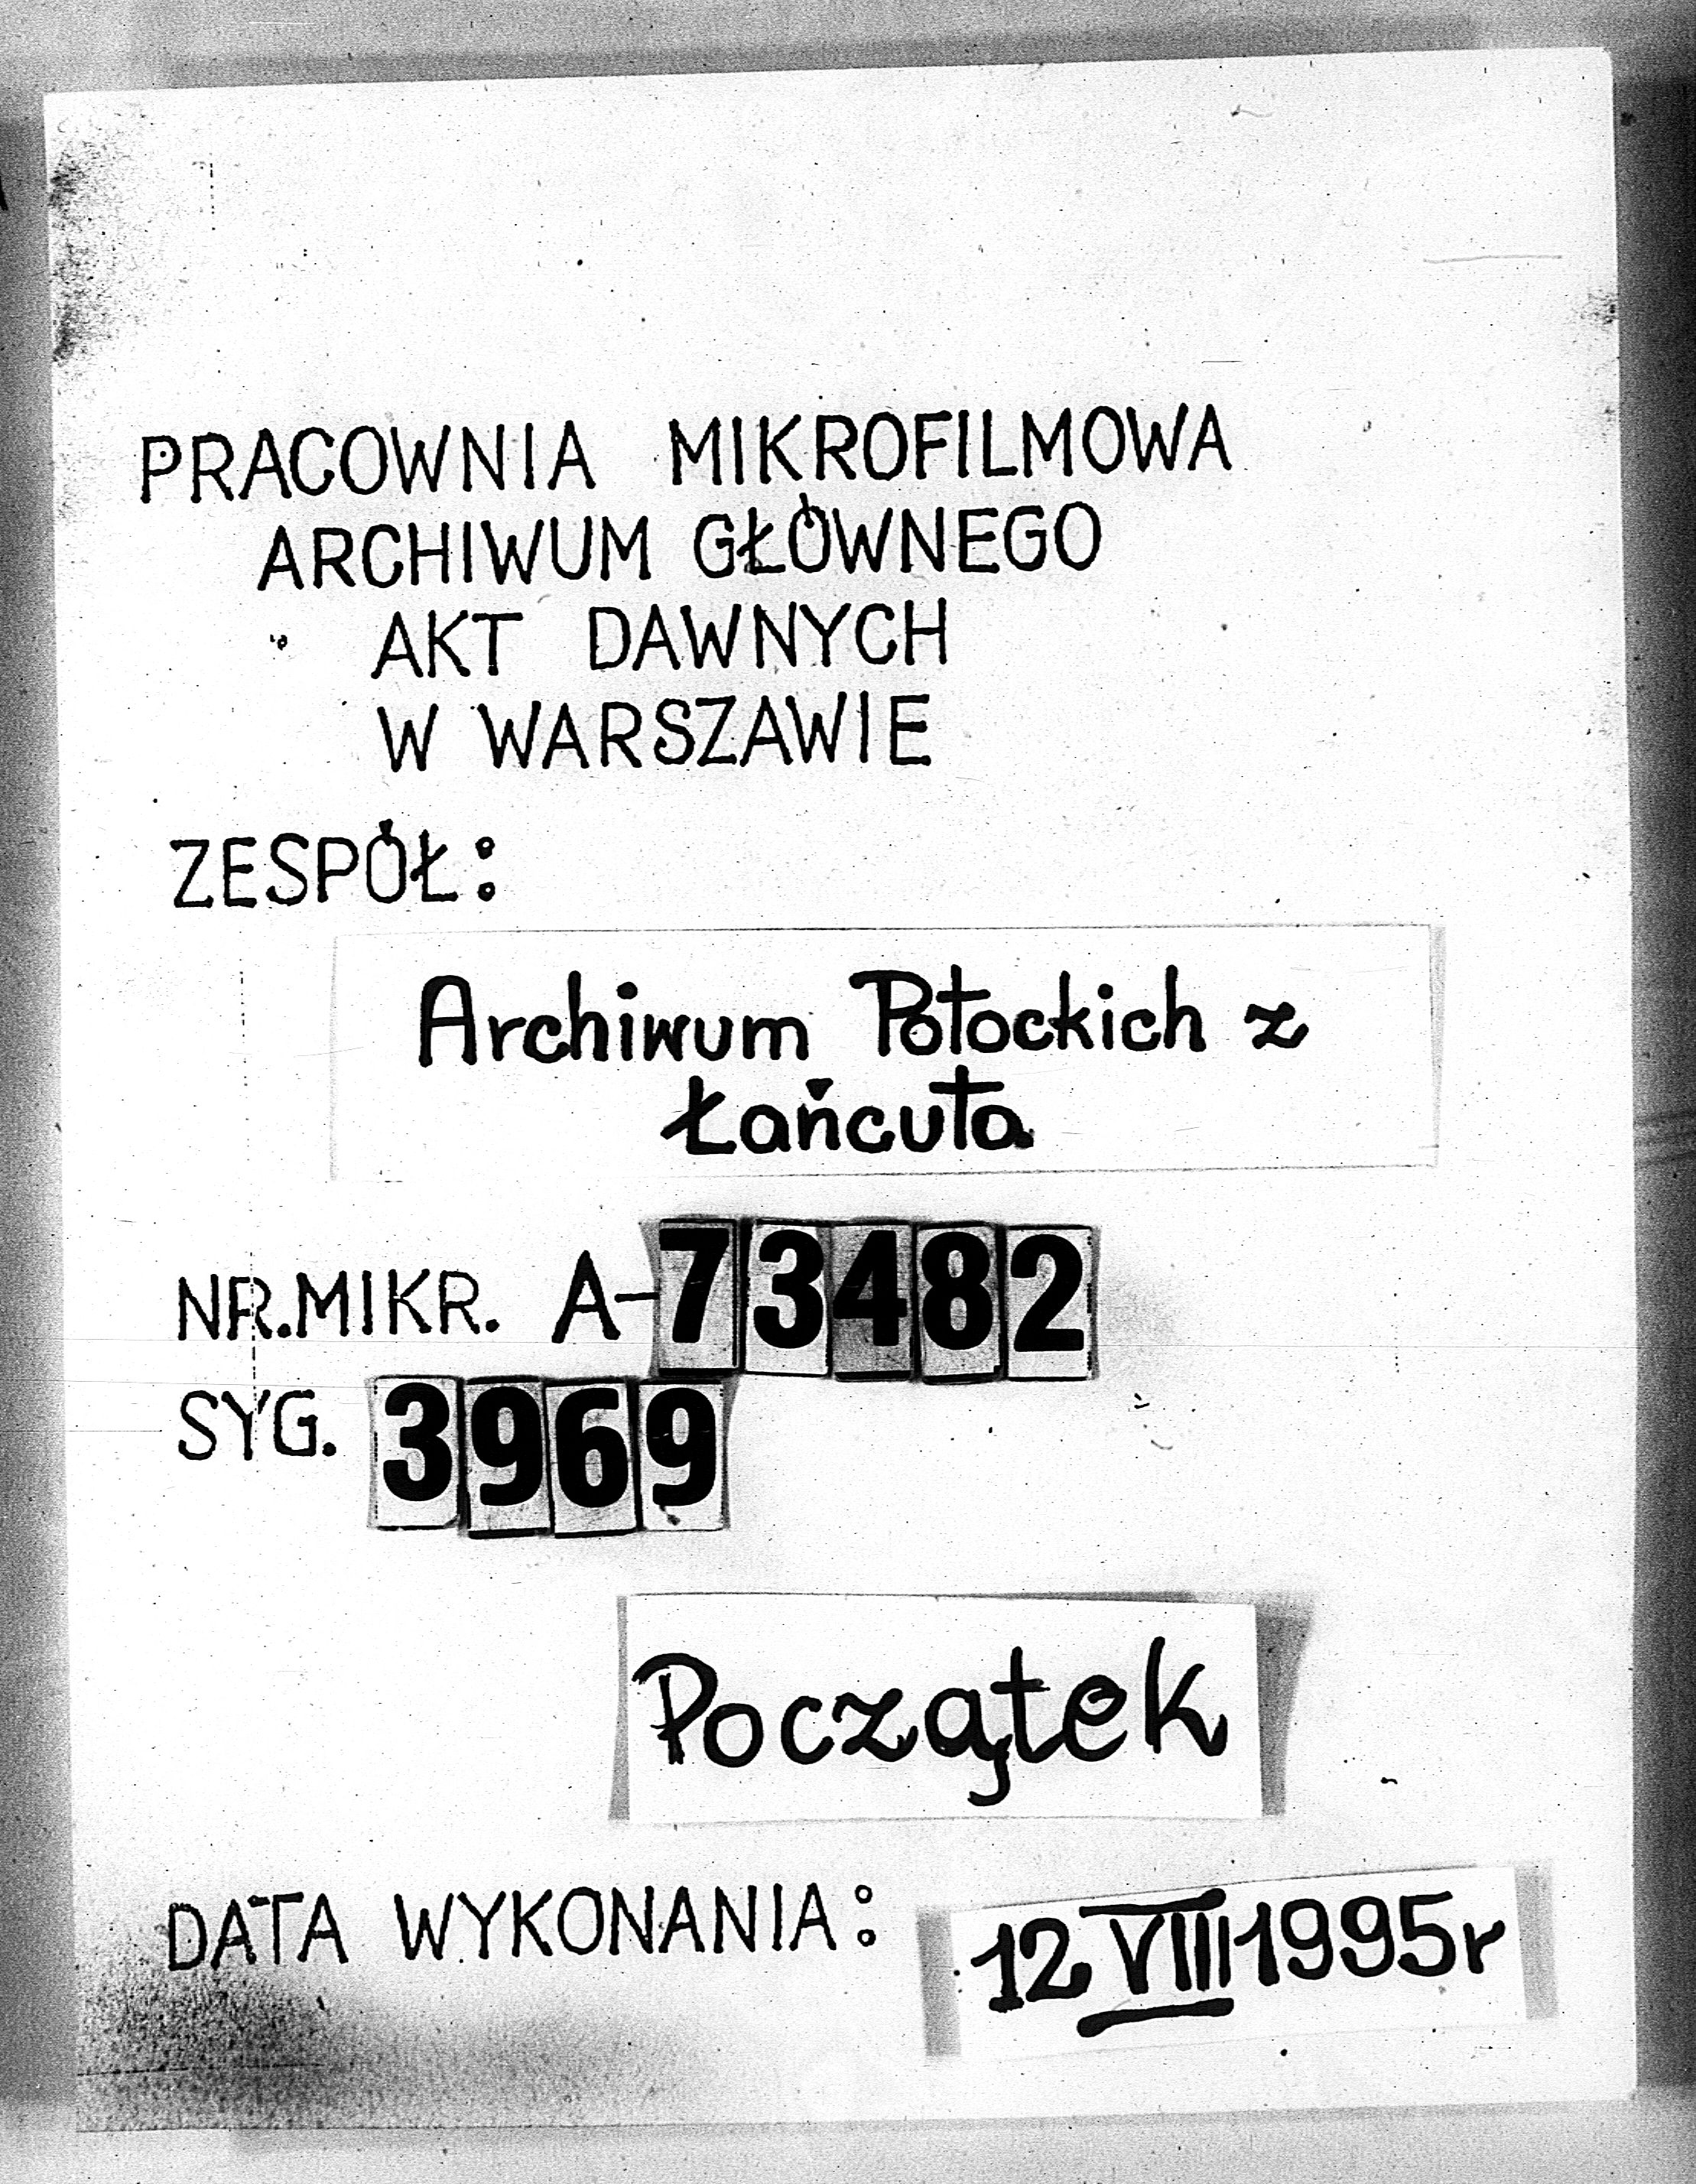 PRACOWNIA MIKROFILMOWA
ARCHIWUM GŁÓWNEGO
AKT DAWNYCH
W WARSZAWIE
ZESPÓŁ:
Archiwum Potockich z
Łańcuta
NR.MIKR. A-73482
SYG. 3969
Początek
DATA WYKONANIA: 12 VIII 1995r